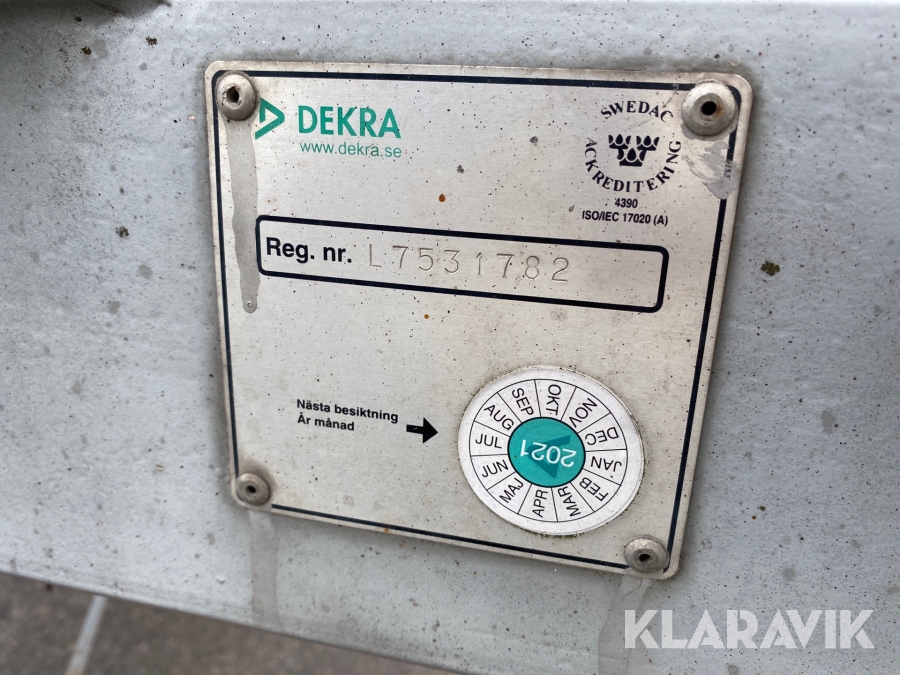 DEKRA
www.dekra.se
SWEDAC
ACKREDITERING
4390
ISO/IEC 17020 (A)
Reg. nr. L7531782
Nästa besiktning
År månad
JAN FEB MAR APR MAJ JUN JUL AUG SEP OKT NOV DEC
2021
KLARAVIK